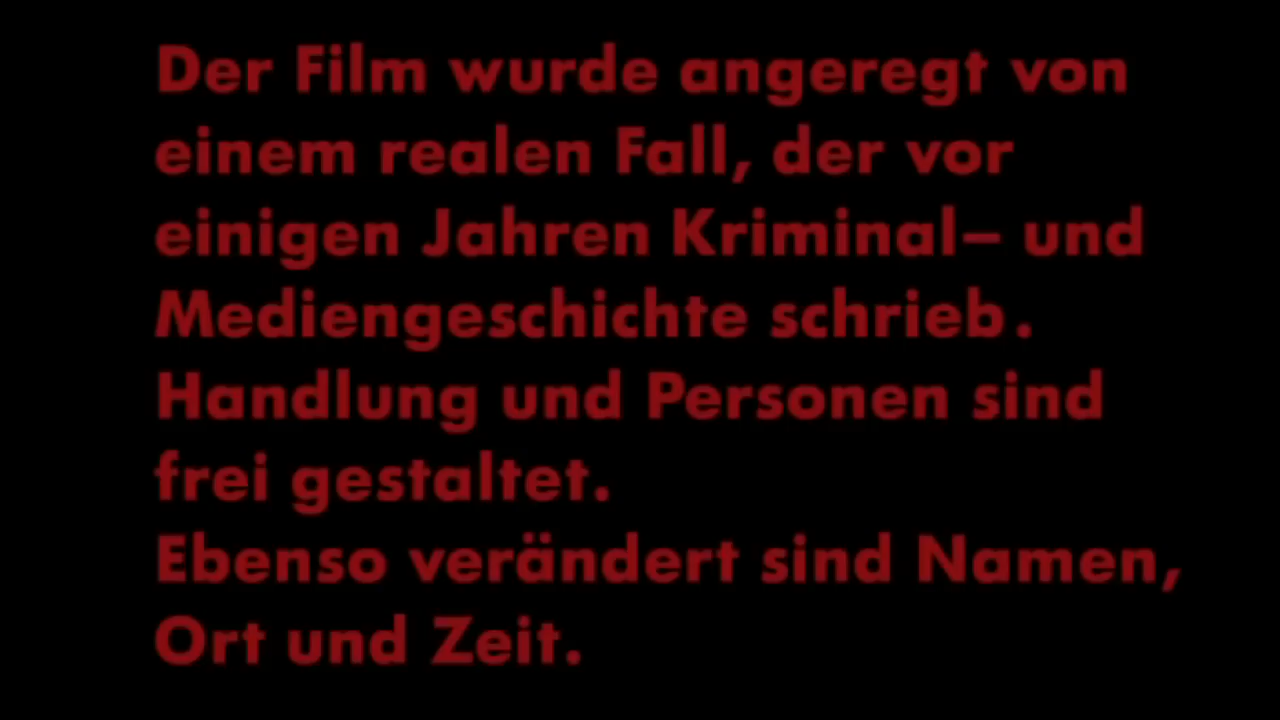 Der Film wurde angeregt von
einem realen Fall, der vor
einigen Jahren Kriminal– und
Mediengeschichte schrieb.
Handlung und Personen sind
frei gestaltet.
Ebenso verändert sind Namen,
Ort und Zeit.